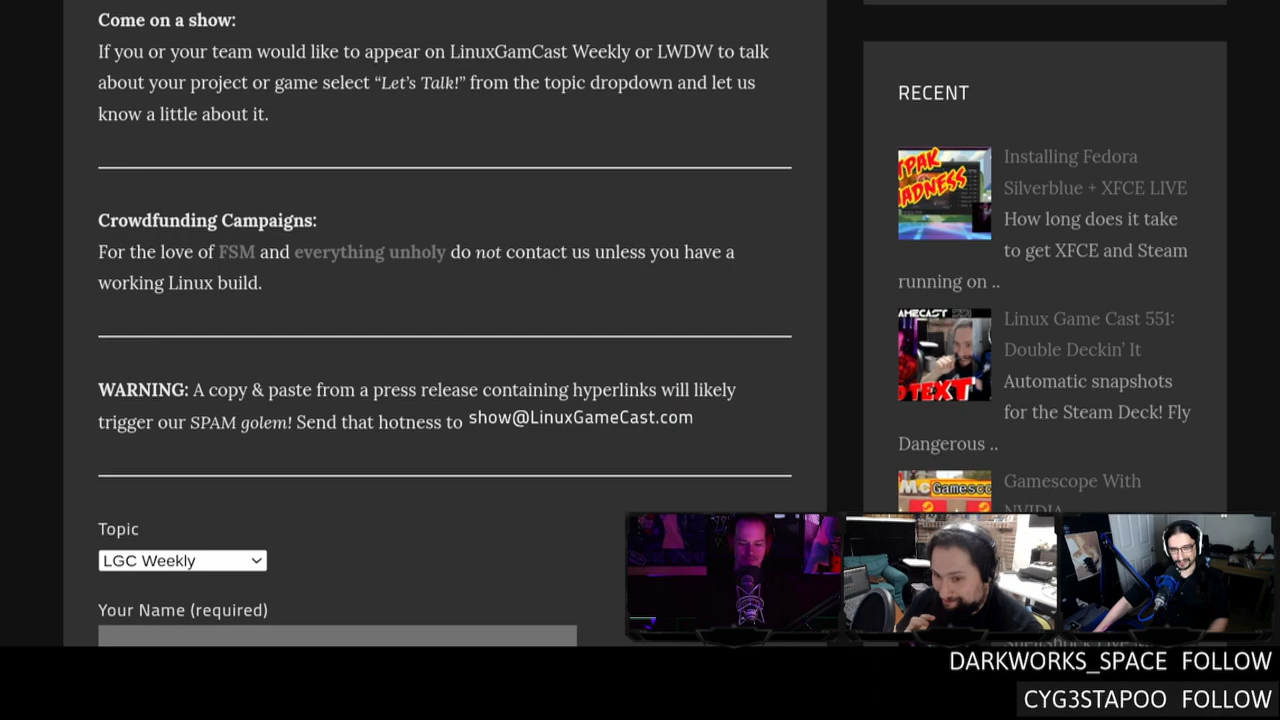 Come on a show:
If you or your team would like to appear on LinuxGamCast Weekly or LWDW to talk
about your project or game select “Let’s Talk!” from the topic dropdown and let us
know a little about it.
Crowdfunding Campaigns:
For the love of FSM and everything unholy do not contact us unless you have a
working Linux build.
WARNING: A copy & paste from a press release containing hyperlinks will likely
trigger our SPAM golem! Send that hotness to show@LinuxGameCast.com
Topic
LGC Weekly
Your Name (required)
RECENT
Installing Fedora
Silverblue + XFCE LIVE
How long does it take
to get XFCE and Steam
running on ..
Linux Game Cast 551:
Double Deckin’ It
Automatic snapshots
for the Steam Deck! Fly
Dangerous ..
Gamescope With
NVIDIA
DARKWORKS_SPACE FOLLOW
CYG3STAPOO FOLLOW